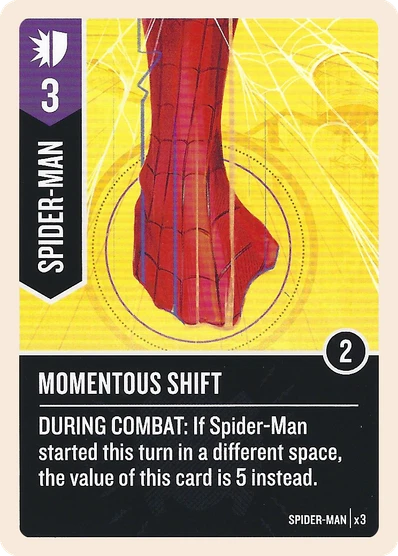 3
SPIDER-MAN
2
MOMENTOUS SHIFT
DURING COMBAT: If Spider-Man
started this turn in a different space,
the value of this card is 5 instead.
SPIDER-MAN | x3